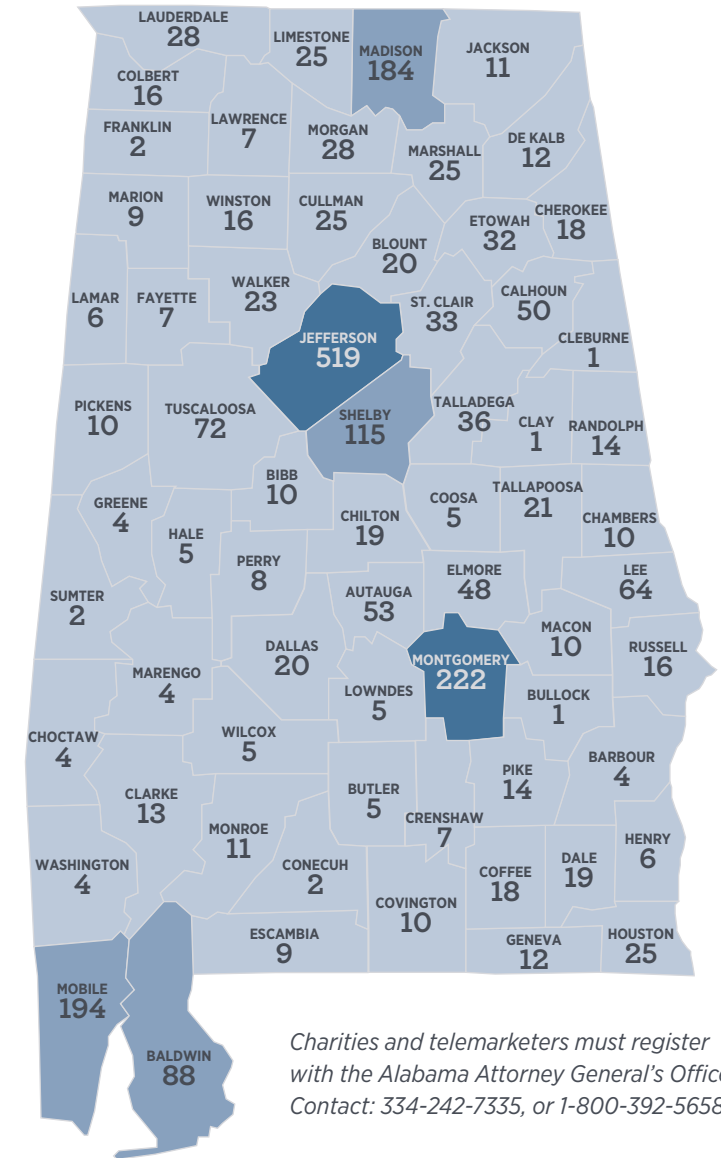 LAUDERDALE
28
LIMESTONE
25
MADISON
184
JACKSON
11
COLBERT
16
FRANKLIN
2
LAWRENCE
7
MORGAN
28
MARSHALL
25
DE KALB
12
MARION
9
WINSTON
16
CULLMAN
25
BLOUNT
20
ETOWAH
32
CHEROKEE
18
LAMAR
6
FAYETTE
7
WALKER
23
JEFFERSON
519
ST. CLAIR
33
CALHOUN
50
CLEBURNE
1
PICKENS
10
TUSCALOOSA
72
SHELBY
115
TALLADEGA
36
CLAY
1
RANDOLPH
14
GREENE
4
HALE
5
BIBB
10
CHILTON
19
COOSA
5
TALLAPOOSA
21
CHAMBERS
10
SUMTER
2
PERRY
8
AUTAUGA
53
ELMORE
48
LEE
64
MARENGO
4
DALLAS
20
LOWNDES
5
MONTGOMERY
222
MACON
10
RUSSELL
16
BULLOCK
1
CHOCTAW
4
WILCOX
5
CLARKE
13
BUTLER
5
CRENSHAW
7
PIKE
14
BARBOUR
4
WASHINGTON
4
MONROE
11
CONECUH
2
COVINGTON
10
COFFEE
18
DALE
19
HENRY
6
ESCAMBIA
9
GENEVA
12
HOUSTON
25
MOBILE
194
BALDWIN
88
Charities and telemarketers must register
with the Alabama Attorney General's Office
Contact: 334-242-7335, or 1-800-392-5658